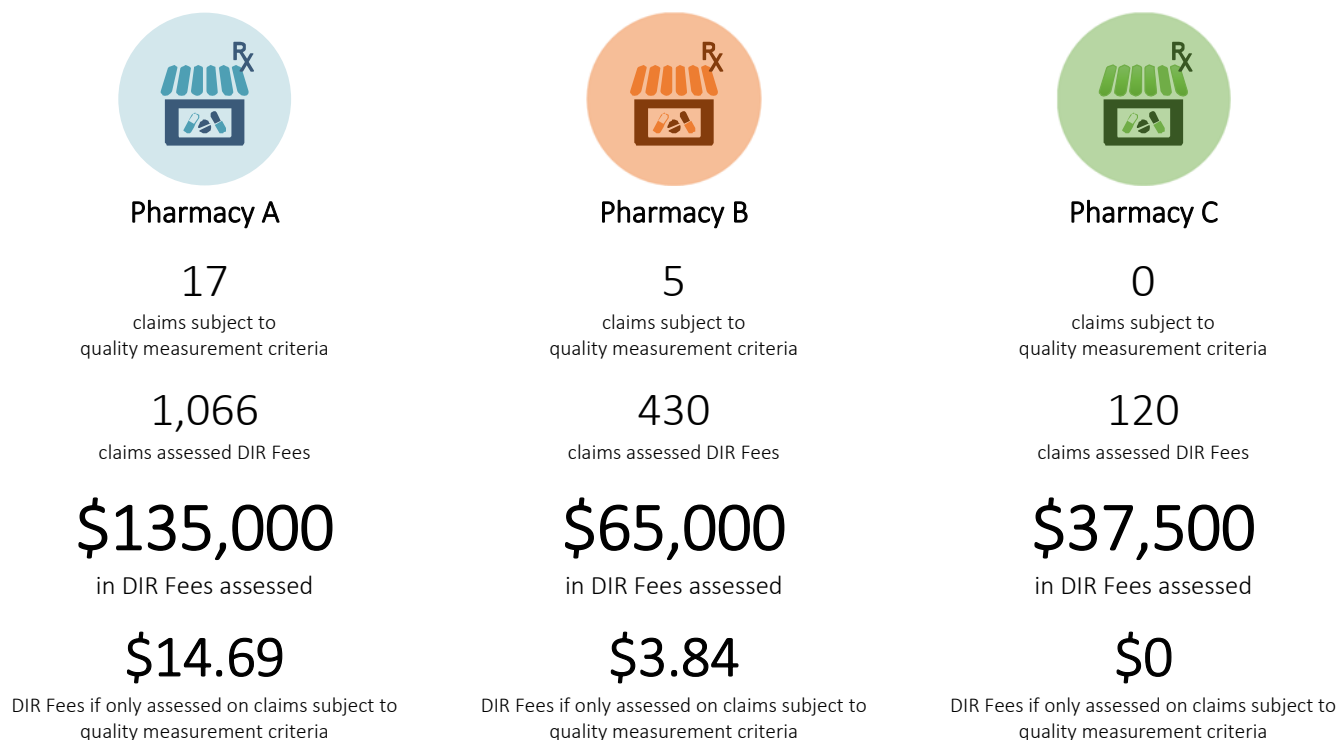 Rx
Pharmacy A
17
claims subject to
quality measurement criteria
1,066
claims assessed DIR Fees
$135,000
in DIR Fees assessed
$14.69
DIR Fees if only assessed on claims subject to
quality measurement criteria
Rx
Pharmacy B
5
claims subject to
quality measurement criteria
430
claims assessed DIR Fees
$65,000
in DIR Fees assessed
$3.84
DIR Fees if only assessed on claims subject to
quality measurement criteria
Rx
Pharmacy C
0
claims subject to
quality measurement criteria
120
claims assessed DIR Fees
$37,500
in DIR Fees assessed
$0
DIR Fees if only assessed on claims subject to
quality measurement criteria